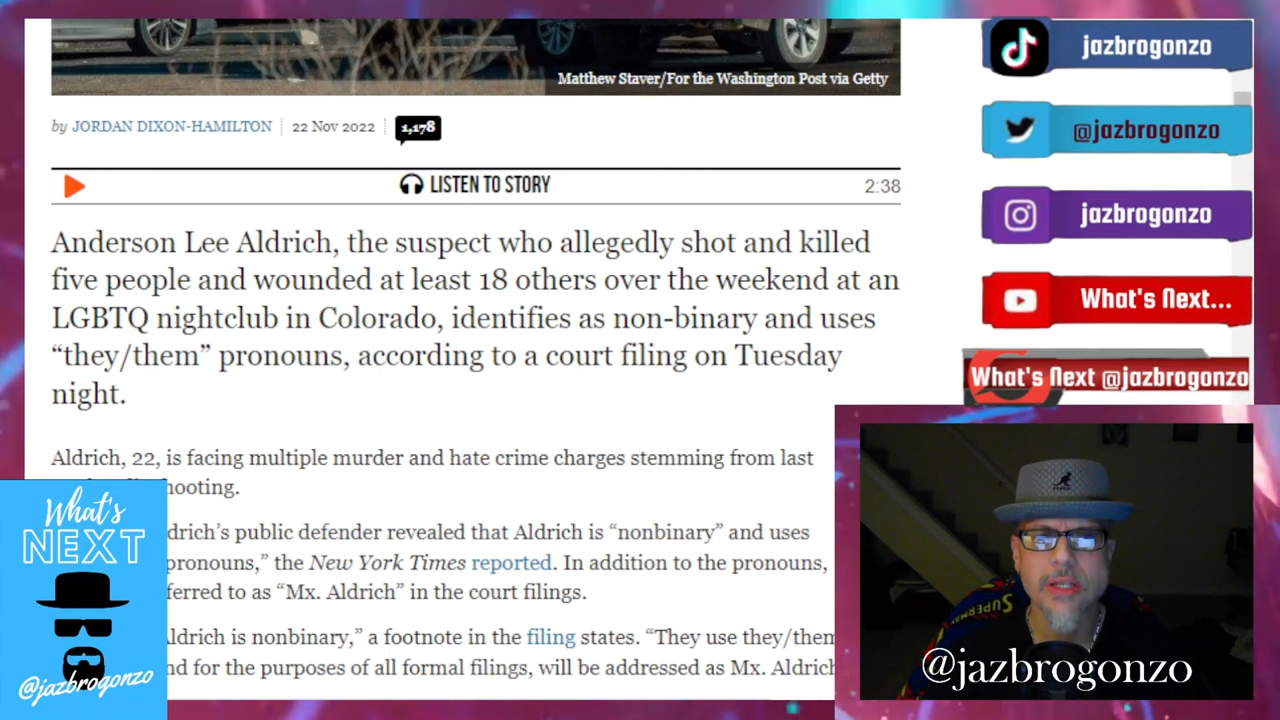 Matthew Staver/For the Washington Post via Getty
by JORDAN DIXON-HAMILTON 22 Nov 2022 1,178
LISTEN TO STORY 2:38
Anderson Lee Aldrich, the suspect who allegedly shot and killed
five people and wounded at least 18 others over the weekend at an
LGBTQ nightclub in Colorado, identifies as non-binary and uses
“they/them” pronouns, according to a court filing on Tuesday
night.
Aldrich, 22, is facing multiple murder and hate crime charges stemming from last
hooting.
drich’s public defender revealed that Aldrich is “nonbinary” and uses
pronouns,” the New York Times reported. In addition to the pronouns,
ferred to as “Mx. Aldrich” in the court filings.
ldrich is nonbinary,” a footnote in the filing states. “They use they/them
nd for the purposes of all formal filings, will be addressed as Mx. Aldrich
What's
NEXT
@jazbrogonzo
jazbrogonzo
@jazbrogonzo
jazbrogonzo
What's Next...
What's Next @jazbrogonzo
KANGOL
SUPERMAN
@jazbrogonzo